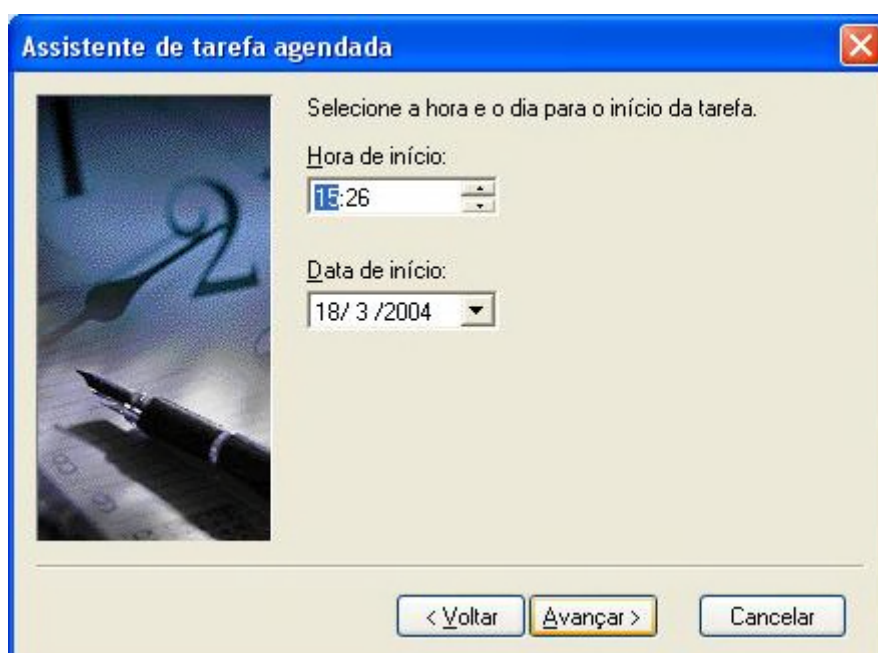 Assistente de tarefa agendada
Selecione a hora e o dia para o início da tarefa.
Hora de início:
15:26
Data de início:
18/ 3 /2004
2
< Voltar
Avançar >
Cancelar